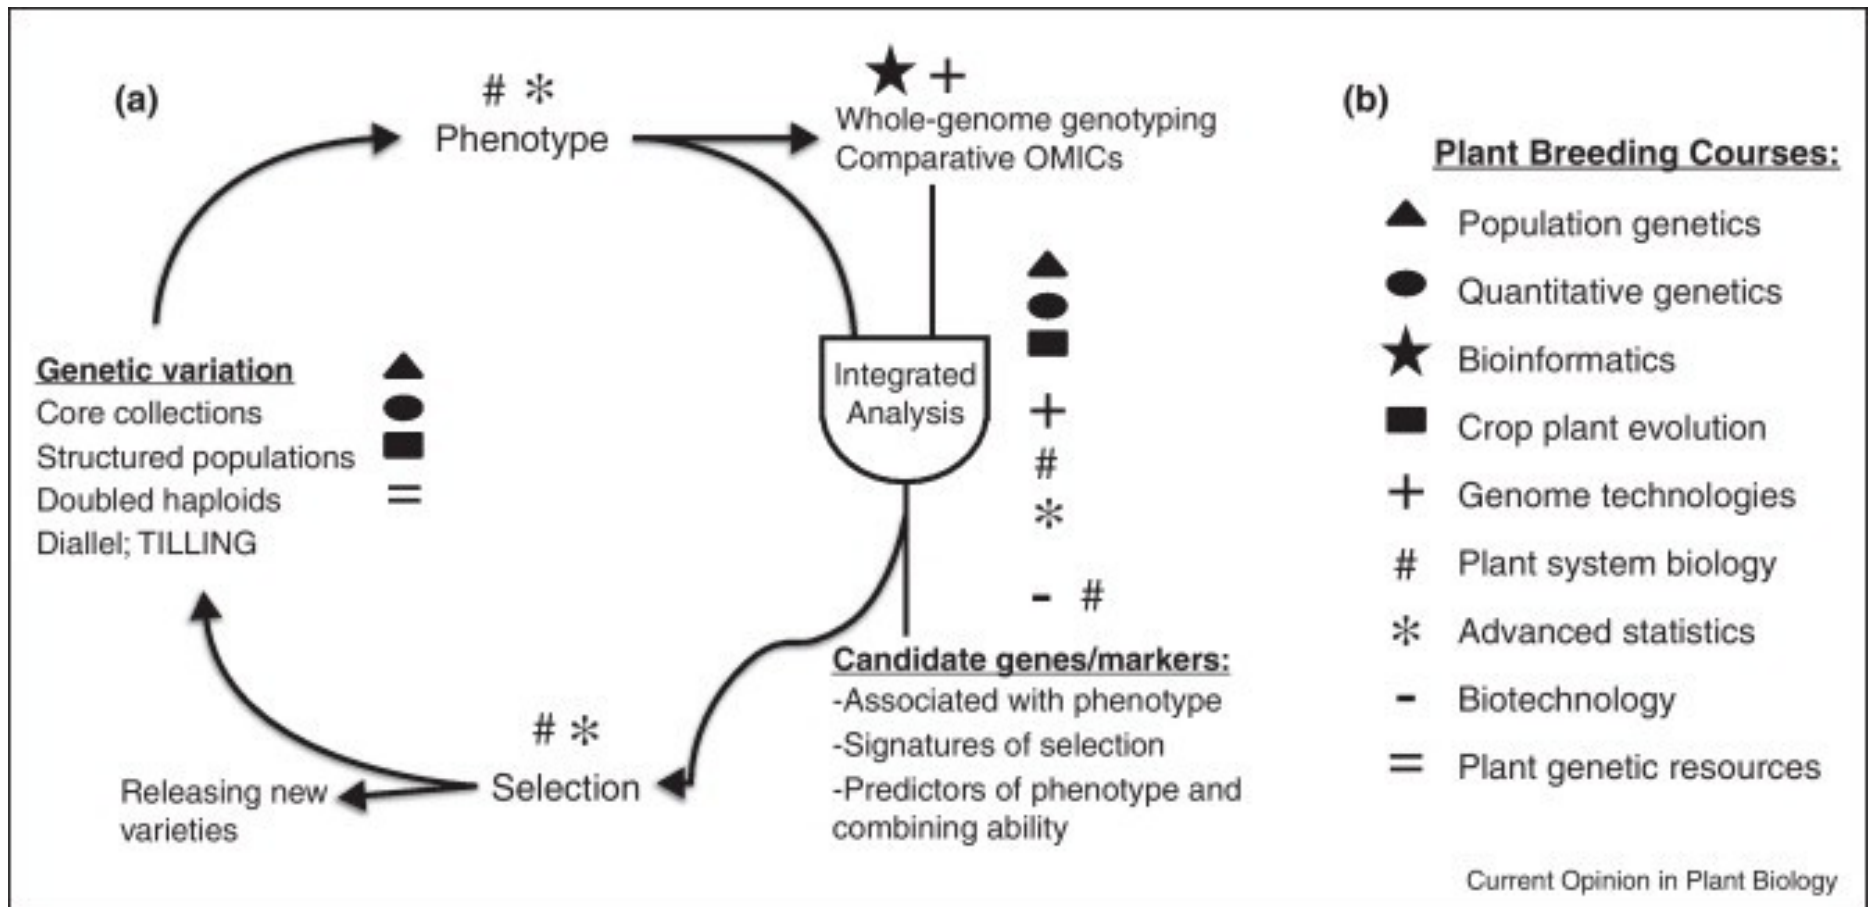 (a)
# *
Phenotype
+
Whole-genome genotyping
Comparative OMICs
Genetic variation
Core collections
Structured populations
Doubled haploids
=
Diallel; TILLING
Integrated
Analysis
+
#
*
- #
Candidate genes/markers:
-Associated with phenotype
-Signatures of selection
-Predictors of phenotype and
combining ability
# *
Selection
Releasing new
varieties
(b)
Plant Breeding Courses:
Population genetics
Quantitative genetics
Bioinformatics
Crop plant evolution
+ Genome technologies
# Plant system biology
* Advanced statistics
- Biotechnology
= Plant genetic resources
Current Opinion in Plant Biology